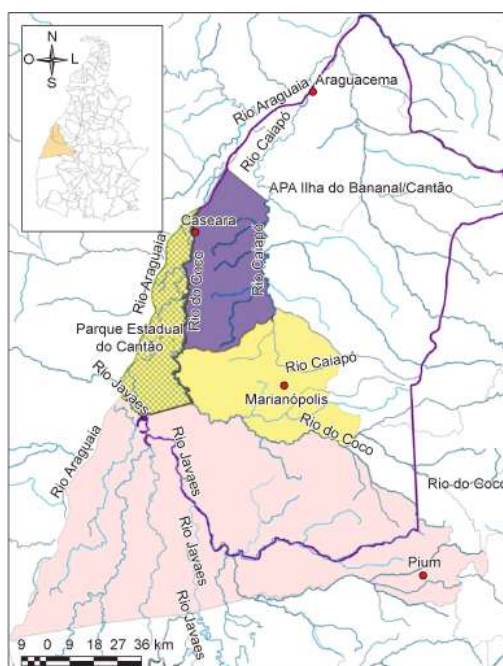 N
O L
S
Rio Araguaia
Araguacema
Rio Caiapó
APA Ilha do Bananal/Cantão
Caseara
Rio Araguaia
Rio do Coco
Rio Caiapó
Parque Estadual
do Cantão
Rio Caiapó
Rio Javaes
Marianópolis
Rio do Coco
Rio Araguaia
Rio Javaes
Rio do Coco
Rio Javaes
Pium
Rio Javaes
9 0 9 18 27 36 km